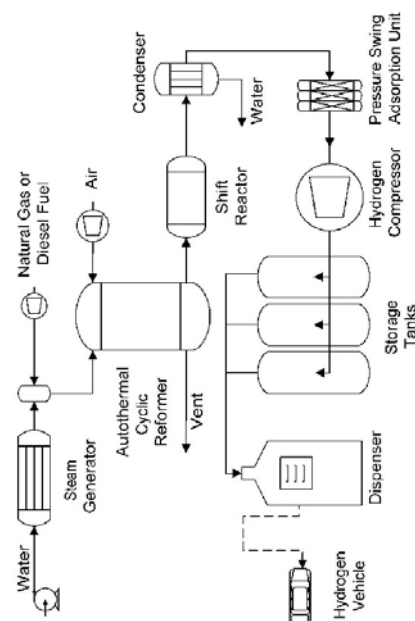 Water
Steam
Generator
Natural Gas or
Diesel Fuel
Air
Autothermal
Cyclic
Reformer
Vent
Shift
Reactor
Condenser
Water
Pressure Swing
Adsorption Unit
Hydrogen
Compressor
Storage
Tanks
Dispenser
Hydrogen
Vehicle